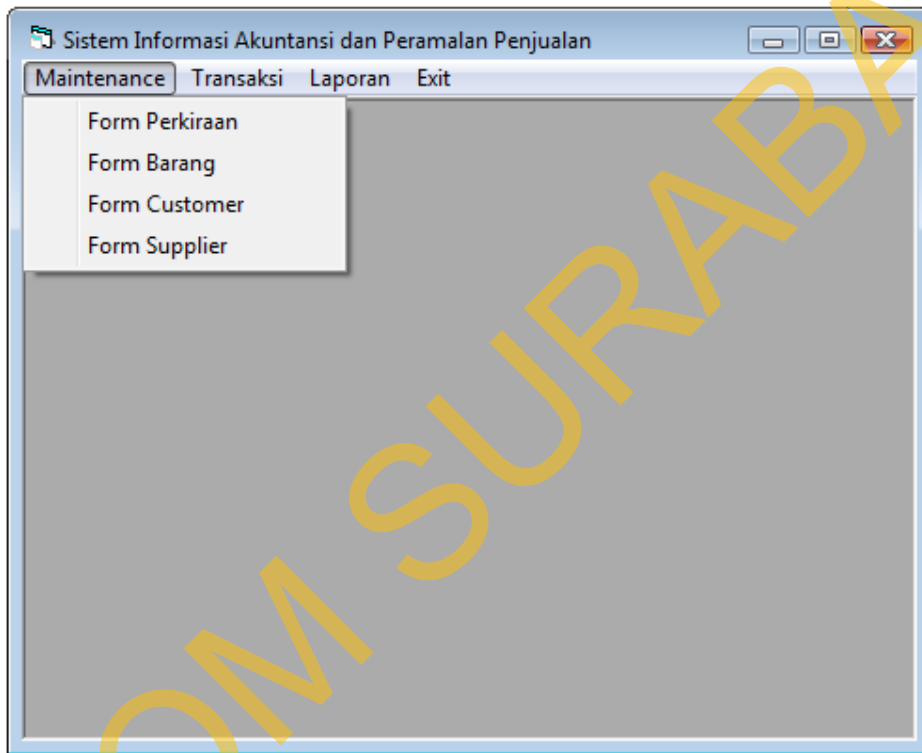 Sistem Informasi Akuntansi dan Peramalan Penjualan
Maintenance Transaksi Laporan Exit
Form Perkiraan
Form Barang
Form Customer
Form Supplier
OM SURABA